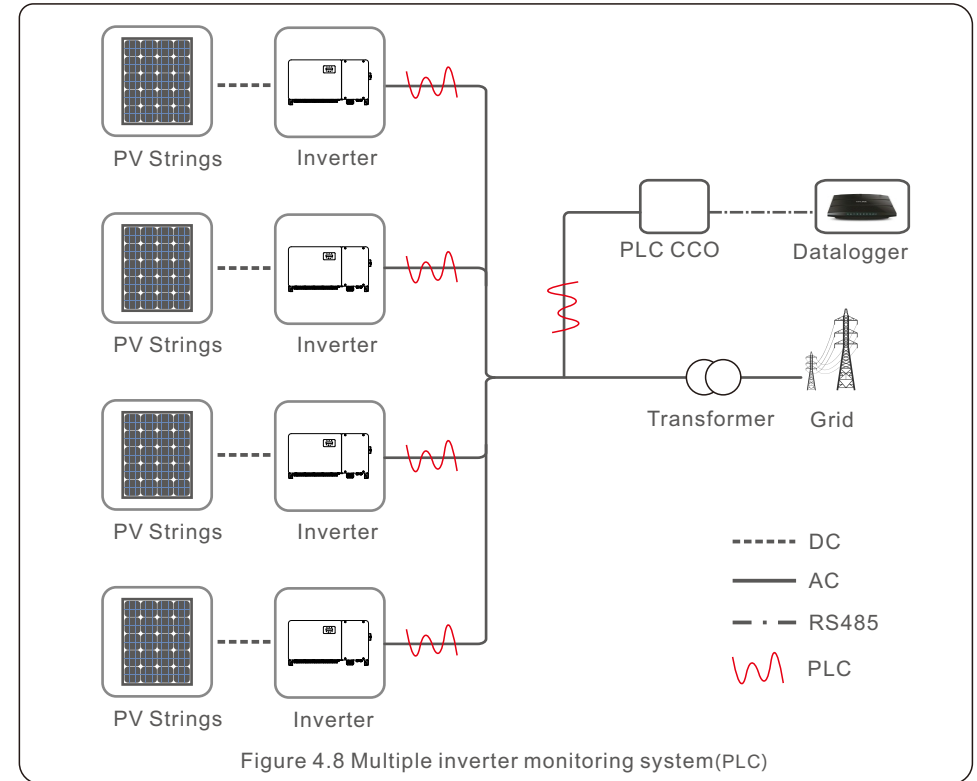 PV Strings
Inverter
PLC CCO
Datalogger
PV Strings
Inverter
Transformer
Grid
PV Strings
Inverter
DC
AC
RS485
PLC
PV Strings
Inverter
Figure 4.8 Multiple inverter monitoring system(PLC)